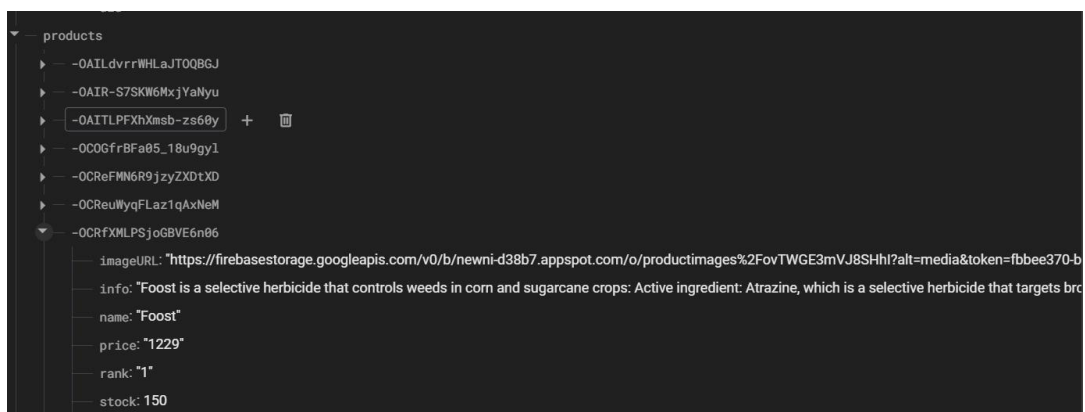 products
-OAILdvrrWHLaJTOQBGJ
-OAIR-S7SKW6MxjYaNyu
-OAITLPFXhXmsb-zs60y
-OCOGfrBFa05_18u9gyl
-OCReFMN6R9jzyZXDtXD
-OCReuWyqFLaz1qAxNeM
-OCRfXMLPSjoGBVE6n06
imageURL: "https://firebasestorage.googleapis.com/v0/b/newni-d38b7.appspot.com/o/productimages%2FovTWGE3mVJ8SHhI?alt=media&token=fbbee370-b
info: "Foost is a selective herbicide that controls weeds in corn and sugarcane crops: Active ingredient: Atrazine, which is a selective herbicide that targets bro
name: "Foost"
price: "1229"
rank: "1"
stock: 150